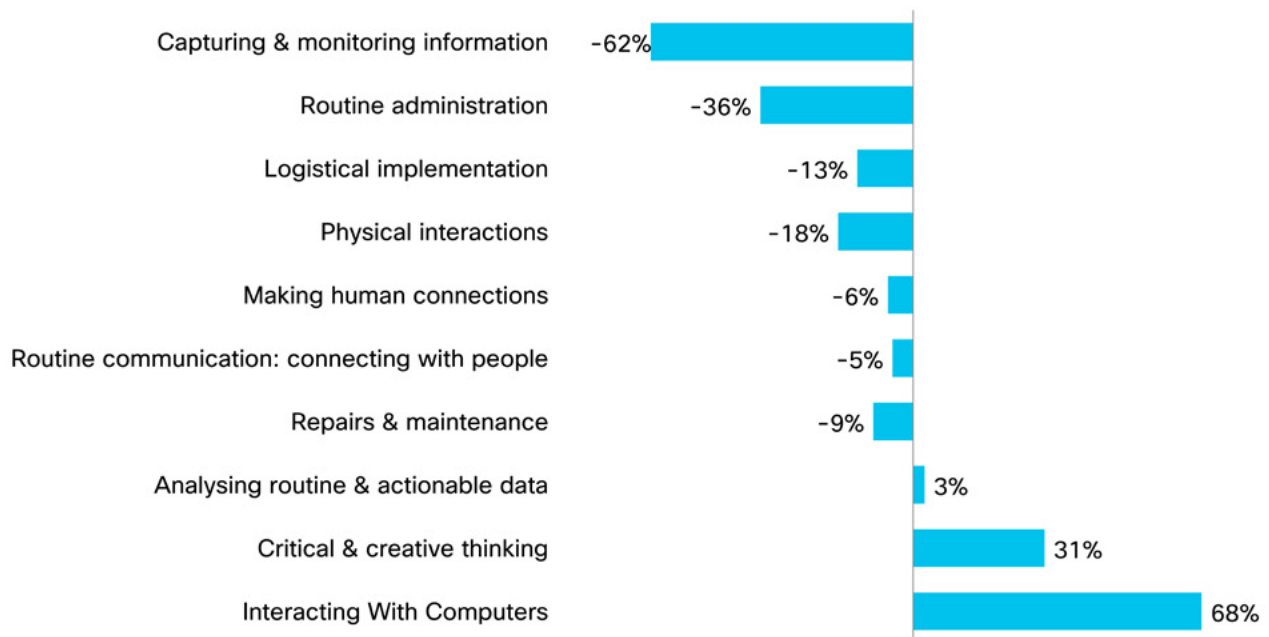 Capturing & monitoring information -62%
Routine administration -36%
Logistical implementation -13%
Physical interactions -18%
Making human connections -6%
Routine communication: connecting with people -5%
Repairs & maintenance -9%
Analysing routine & actionable data 3%
Critical & creative thinking 31%
Interacting With Computers 68%